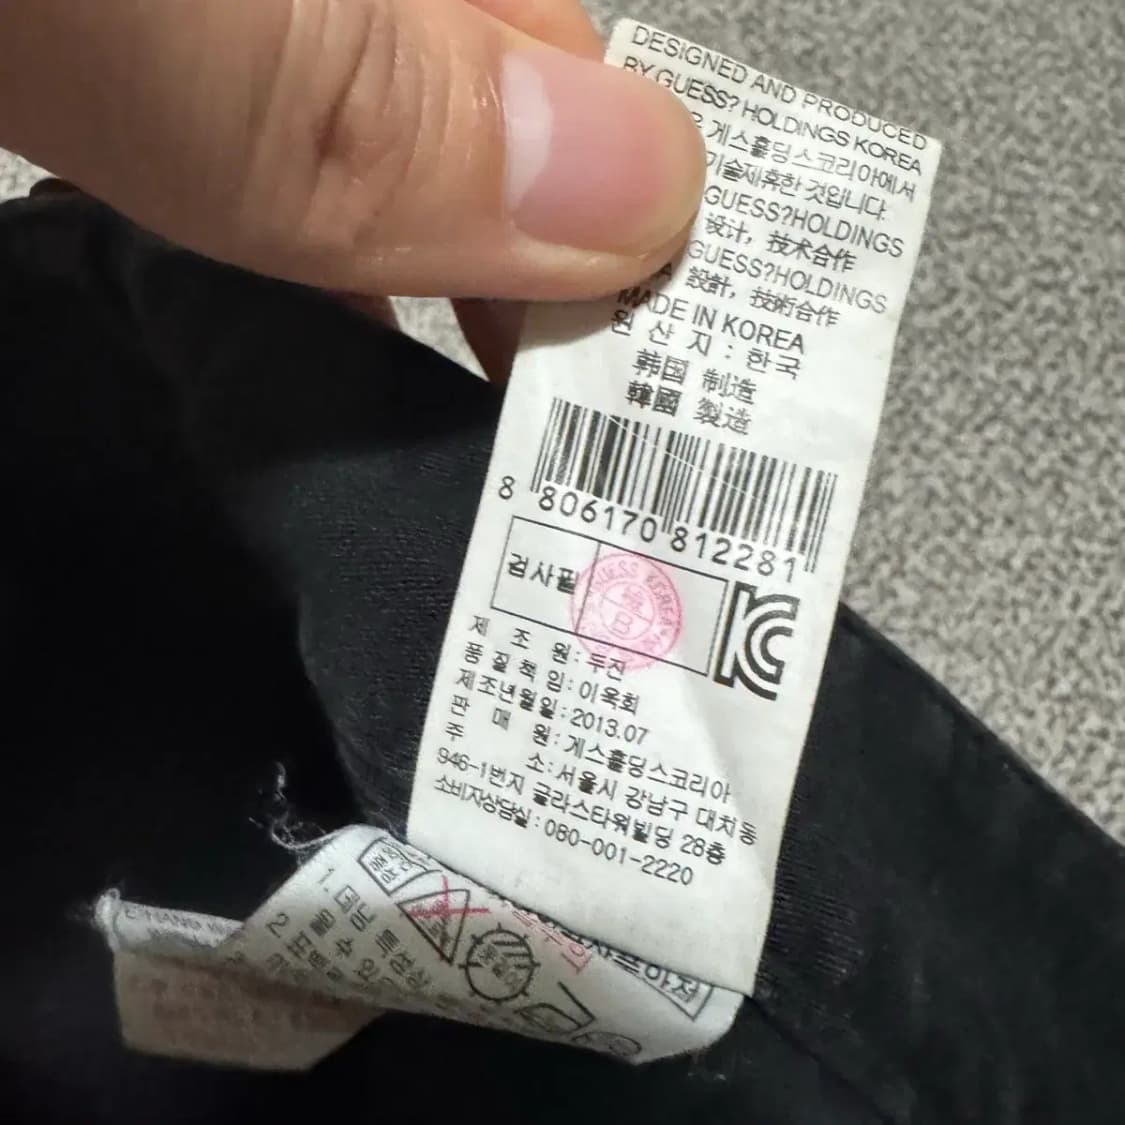 DESIGNED AND PRODUCED
BY GUESS? HOLDINGS KOREA
게스홀딩스코리아에서
기술제휴한 것입니다.
GUESS?HOLDINGS
设计, 技术合作
GUESS?HOLDINGS
設計, 技術合作
MADE IN KOREA
원 산 지 : 한국
韩国 制造
韓國 製造
8 806170 812281
검사필
GUESS KOREA
B
제 조 원 : 두진
품 질 책 임 : 이옥희
제조년월일 : 2013.07
판 매 원 : 게스홀딩스코리아
주 소 : 서울시 강남구 대치동
946-1번지 글라스타워빌딩 28층
소비자상담실 : 080-001-2220
1.
2